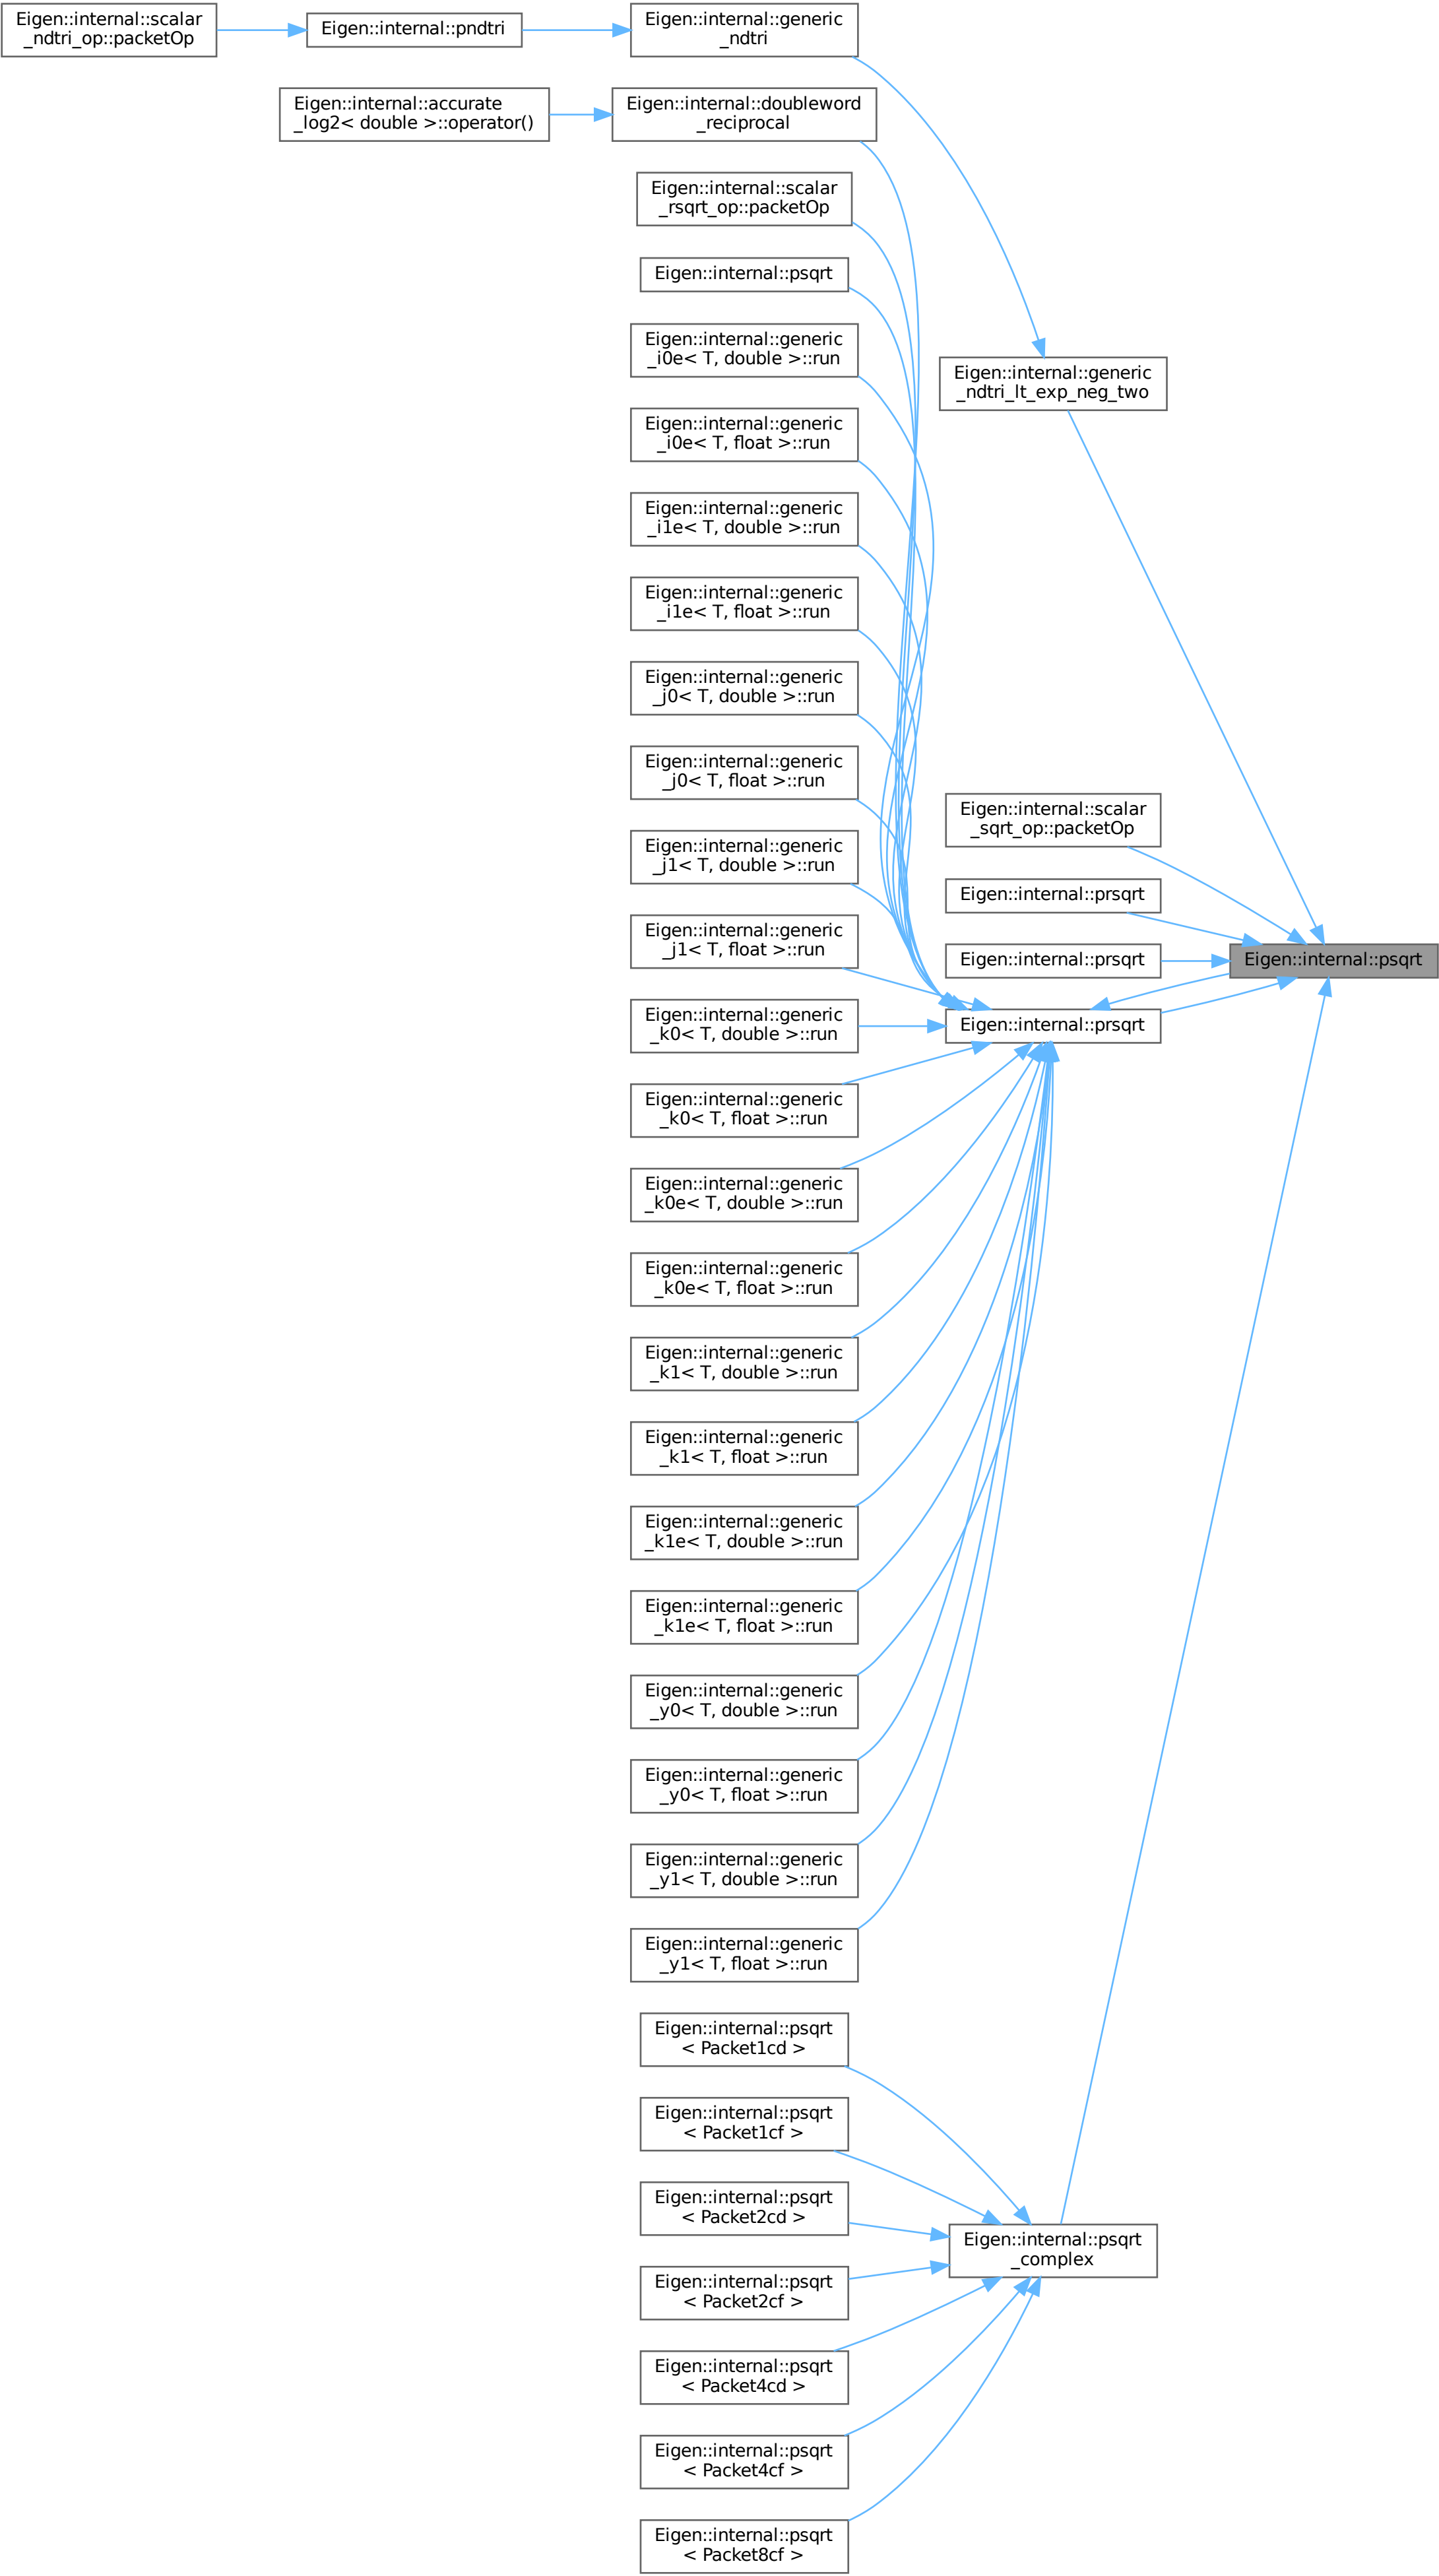 Eigen::internal::scalar
_ndtri_op::packetOp
Eigen::internal::pndtri
Eigen::internal::generic
_ndtri
Eigen::internal::accurate
_log2< double >::operator()
Eigen::internal::doubleword
_reciprocal
Eigen::internal::scalar
_rsqrt_op::packetOp
Eigen::internal::psqrt
Eigen::internal::generic
_i0e< T, double >::run
Eigen::internal::generic
_ndtri_lt_exp_neg_two
Eigen::internal::generic
_i0e< T, float >::run
Eigen::internal::generic
_i1e< T, double >::run
Eigen::internal::generic
_i1e< T, float >::run
Eigen::internal::generic
_j0< T, double >::run
Eigen::internal::generic
_j0< T, float >::run
Eigen::internal::scalar
_sqrt_op::packetOp
Eigen::internal::generic
_j1< T, double >::run
Eigen::internal::prsqrt
Eigen::internal::generic
_j1< T, float >::run
Eigen::internal::prsqrt
Eigen::internal::psqrt
Eigen::internal::generic
_k0< T, double >::run
Eigen::internal::prsqrt
Eigen::internal::generic
_k0< T, float >::run
Eigen::internal::generic
_k0e< T, double >::run
Eigen::internal::generic
_k0e< T, float >::run
Eigen::internal::generic
_k1< T, double >::run
Eigen::internal::generic
_k1< T, float >::run
Eigen::internal::generic
_k1e< T, double >::run
Eigen::internal::generic
_k1e< T, float >::run
Eigen::internal::generic
_y0< T, double >::run
Eigen::internal::generic
_y0< T, float >::run
Eigen::internal::generic
_y1< T, double >::run
Eigen::internal::generic
_y1< T, float >::run
Eigen::internal::psqrt
< Packet1cd >
Eigen::internal::psqrt
< Packet1cf >
Eigen::internal::psqrt
< Packet2cd >
Eigen::internal::psqrt
_complex
Eigen::internal::psqrt
< Packet2cf >
Eigen::internal::psqrt
< Packet4cd >
Eigen::internal::psqrt
< Packet4cf >
Eigen::internal::psqrt
< Packet8cf >